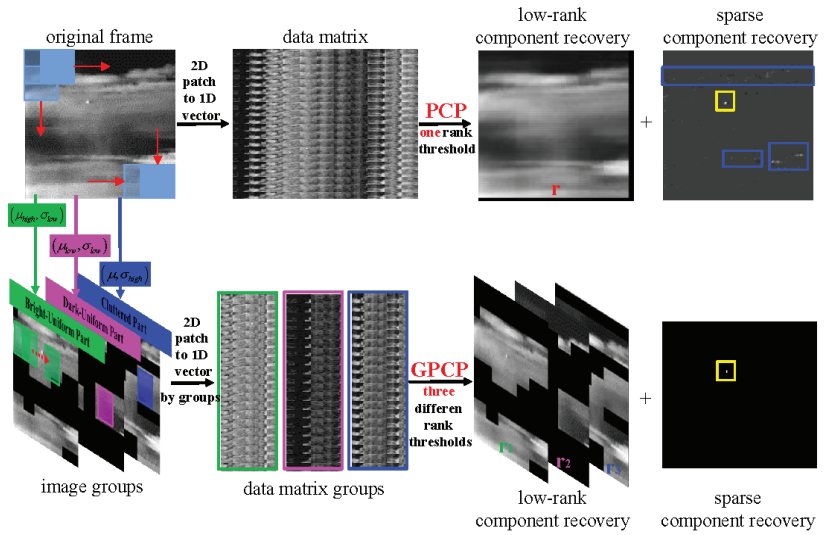 original frame
data matrix
low-rank
component recovery
sparse
component recovery
2D
patch
to 1D
vector
PCP
one rank
threshold
r
+
(μhigh, σlow)
(μlow, σlow)
(μ, σhigh)
Cluttered Part
Dark-Uniform Part
Bright-Uniform Part
2D
patch
to 1D
vector
by groups
GPCP
three
differen
rank
thresholds
r1
r2
r3
+
image groups
data matrix groups
low-rank
component recovery
sparse
component recovery